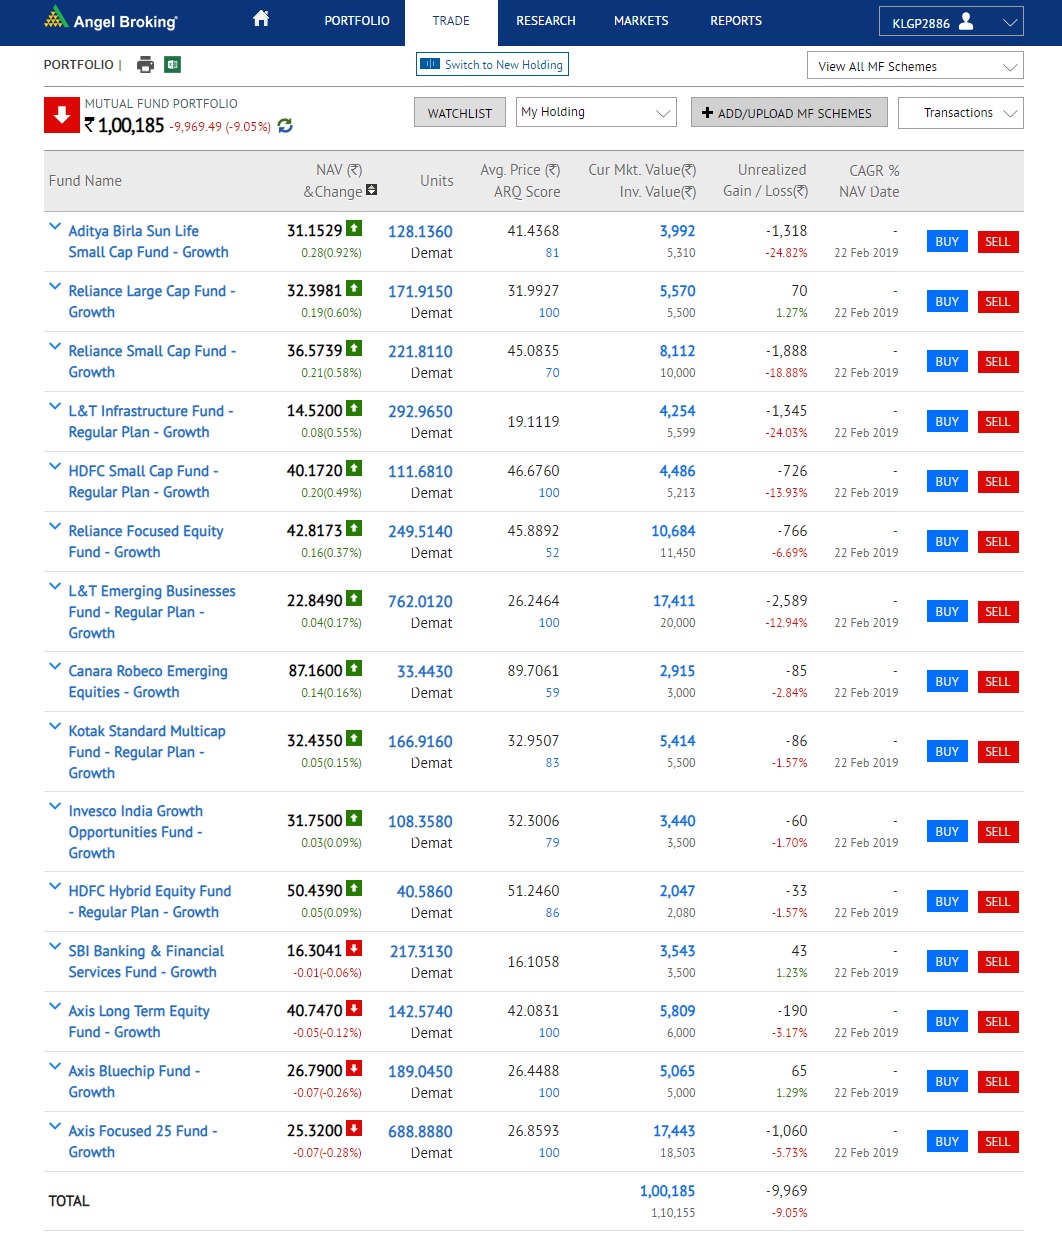 Angel Broking
PORTFOLIO TRADE RESEARCH MARKETS REPORTS KLGP2886
PORTFOLIO | Switch to New Holding View All MF Schemes
MUTUAL FUND PORTFOLIO
₹ 1,00,185 -9,969.49 (-9.05%) WATCHLIST My Holding + ADD/UPLOAD MF SCHEMES Transactions
Fund Name NAV (₹) &Change Units Avg. Price (₹) ARQ Score Cur Mkt. Value(₹) Inv. Value(₹) Unrealized Gain / Loss(₹) CAGR % NAV Date
Aditya Birla Sun Life 31.1529 128.1360 41.4368 3,992 -1,318 - BUY SELL
Small Cap Fund - Growth 0.28(0.92%) Demat 81 5,310 -24.82% 22 Feb 2019
Reliance Large Cap Fund - 32.3981 171.9150 31.9927 5,570 70 - BUY SELL
Growth 0.19(0.60%) Demat 100 5,500 1.27% 22 Feb 2019
Reliance Small Cap Fund - 36.5739 221.8110 45.0835 8,112 -1,888 - BUY SELL
Growth 0.21(0.58%) Demat 70 10,000 -18.88% 22 Feb 2019
L&T Infrastructure Fund - 14.5200 292.9650 19.1119 4,254 -1,345 - BUY SELL
Regular Plan - Growth 0.08(0.55%) Demat 5,599 -24.03% 22 Feb 2019
HDFC Small Cap Fund - 40.1720 111.6810 46.6760 4,486 -726 - BUY SELL
Regular Plan - Growth 0.20(0.49%) Demat 100 5,213 -13.93% 22 Feb 2019
Reliance Focused Equity 42.8173 249.5140 45.8892 10,684 -766 - BUY SELL
Fund - Growth 0.16(0.37%) Demat 52 11,450 -6.69% 22 Feb 2019
L&T Emerging Businesses
Fund - Regular Plan - 22.8490 762.0120 26.2464 17,411 -2,589 - BUY SELL
Growth 0.04(0.17%) Demat 100 20,000 -12.94% 22 Feb 2019
Canara Robeco Emerging 87.1600 33.4430 89.7061 2,915 -85 - BUY SELL
Equities - Growth 0.14(0.16%) Demat 59 3,000 -2.84% 22 Feb 2019
Kotak Standard Multicap
Fund - Regular Plan - 32.4350 166.9160 32.9507 5,414 -86 - BUY SELL
Growth 0.05(0.15%) Demat 83 5,500 -1.57% 22 Feb 2019
Invesco India Growth
Opportunities Fund - 31.7500 108.3580 32.3006 3,440 -60 - BUY SELL
Growth 0.03(0.09%) Demat 79 3,500 -1.70% 22 Feb 2019
HDFC Hybrid Equity Fund 50.4390 40.5860 51.2460 2,047 -33 - BUY SELL
- Regular Plan - Growth 0.05(0.09%) Demat 86 2,080 -1.57% 22 Feb 2019
SBI Banking & Financial 16.3041 217.3130 16.1058 3,543 43 - BUY SELL
Services Fund - Growth -0.01(-0.06%) Demat 3,500 1.23% 22 Feb 2019
Axis Long Term Equity 40.7470 142.5740 42.0831 5,809 -190 - BUY SELL
Fund - Growth -0.05(-0.12%) Demat 100 6,000 -3.17% 22 Feb 2019
Axis Bluechip Fund - 26.7900 189.0450 26.4488 5,065 65 - BUY SELL
Growth -0.07(-0.26%) Demat 100 5,000 1.29% 22 Feb 2019
Axis Focused 25 Fund - 25.3200 688.8880 26.8593 17,443 -1,060 - BUY SELL
Growth -0.07(-0.28%) Demat 100 18,503 -5.73% 22 Feb 2019
TOTAL 1,00,185 -9,969
1,10,155 -9.05%